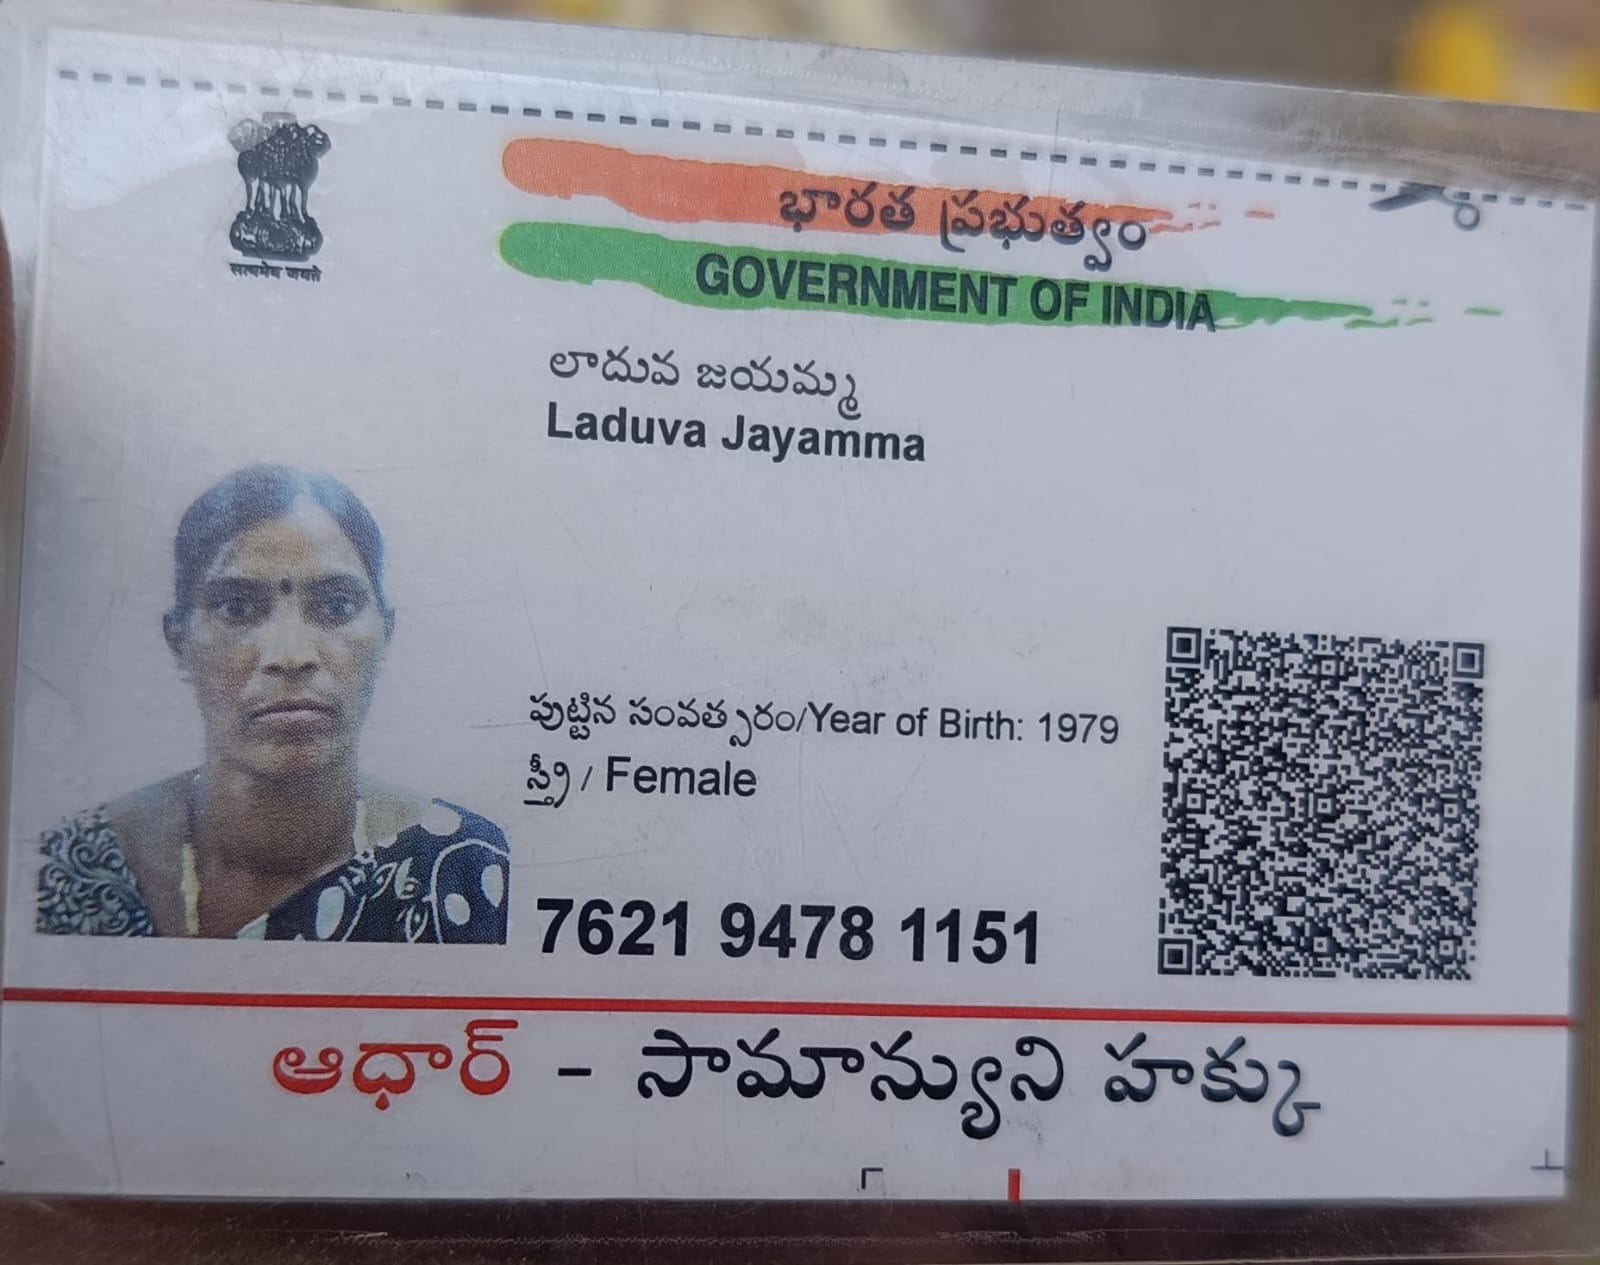 భారత ప్రభుత్వం
GOVERNMENT OF INDIA
सत्यमेव जयते
లాదువ జయమ్మ
Laduva Jayamma
పుట్టిన సంవత్సరం/Year of Birth: 1979
స్త్రీ / Female
7621 9478 1151
ఆధార్ - సామాన్యుని హక్కు